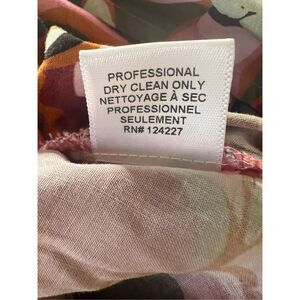 PROFESSIONAL
DRY CLEAN ONLY
NETTOYAGE À SEC
PROFESSIONNEL
SEULEMENT
RN# 124227